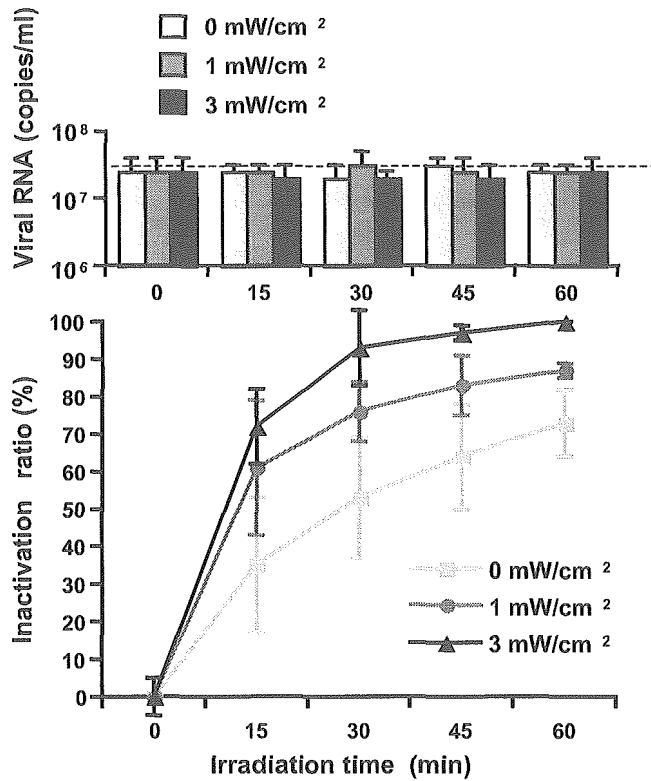 0 mW/cm 2
1 mW/cm 2
3 mW/cm 2
Viral RNA (copies/ml)
10^8
10^7
10^6
0 15 30 45 60
Inactivation ratio (%)
100
90
80
70
60
50
40
30
20
10
0
0 mW/cm 2
1 mW/cm 2
3 mW/cm 2
0 15 30 45 60
Irradiation time (min)